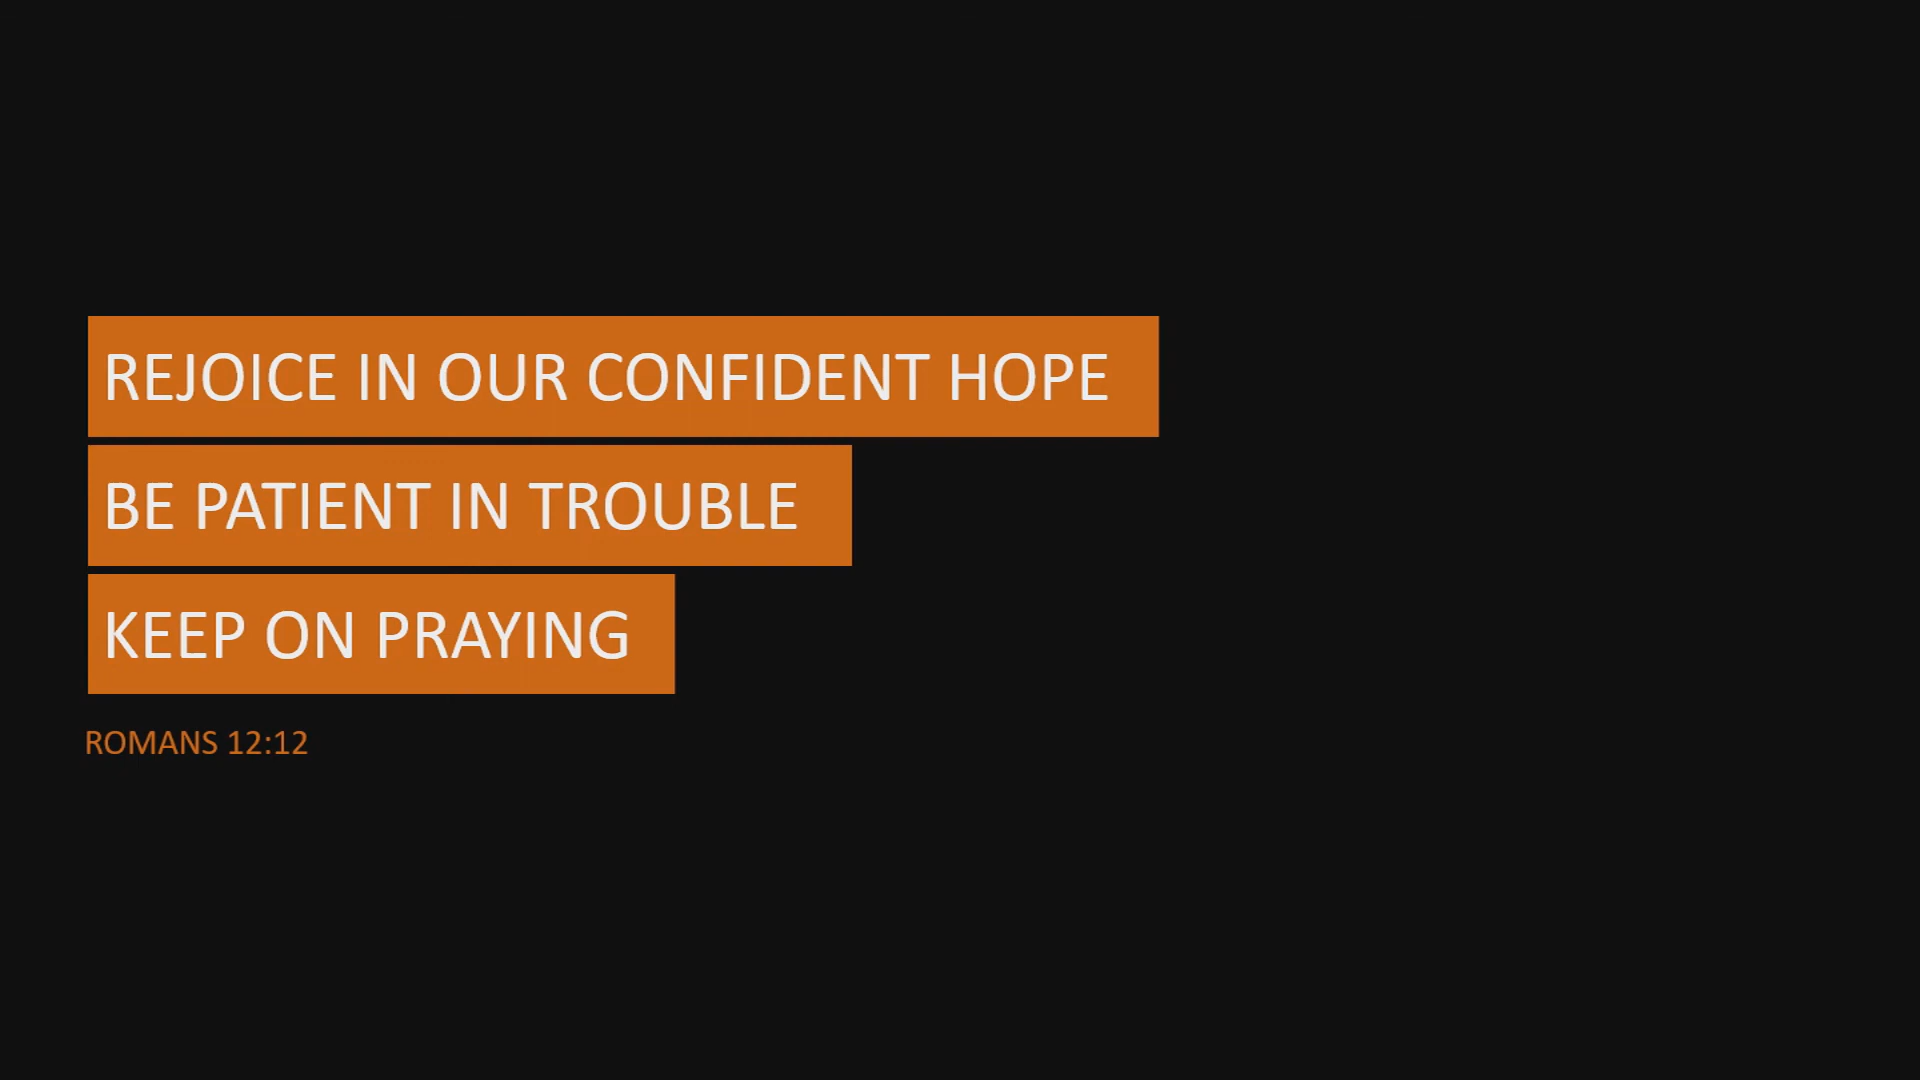 REJOICE IN OUR CONFIDENT HOPE
BE PATIENT IN TROUBLE
KEEP ON PRAYING
ROMANS 12:12